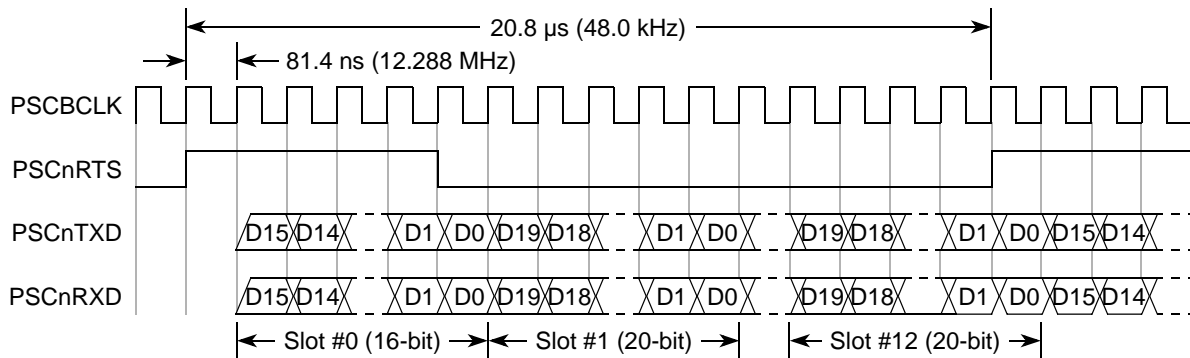 20.8 µs (48.0 kHz)
81.4 ns (12.288 MHz)
PSCBCLK
PSCnRTS
PSCnTXD D15 D14 D1 D0 D19 D18 D1 D0 D19 D18 D1 D0 D15 D14
PSCnRXD D15 D14 D1 D0 D19 D18 D1 D0 D19 D18 D1 D0 D15 D14
Slot #0 (16-bit) Slot #1 (20-bit) Slot #12 (20-bit)